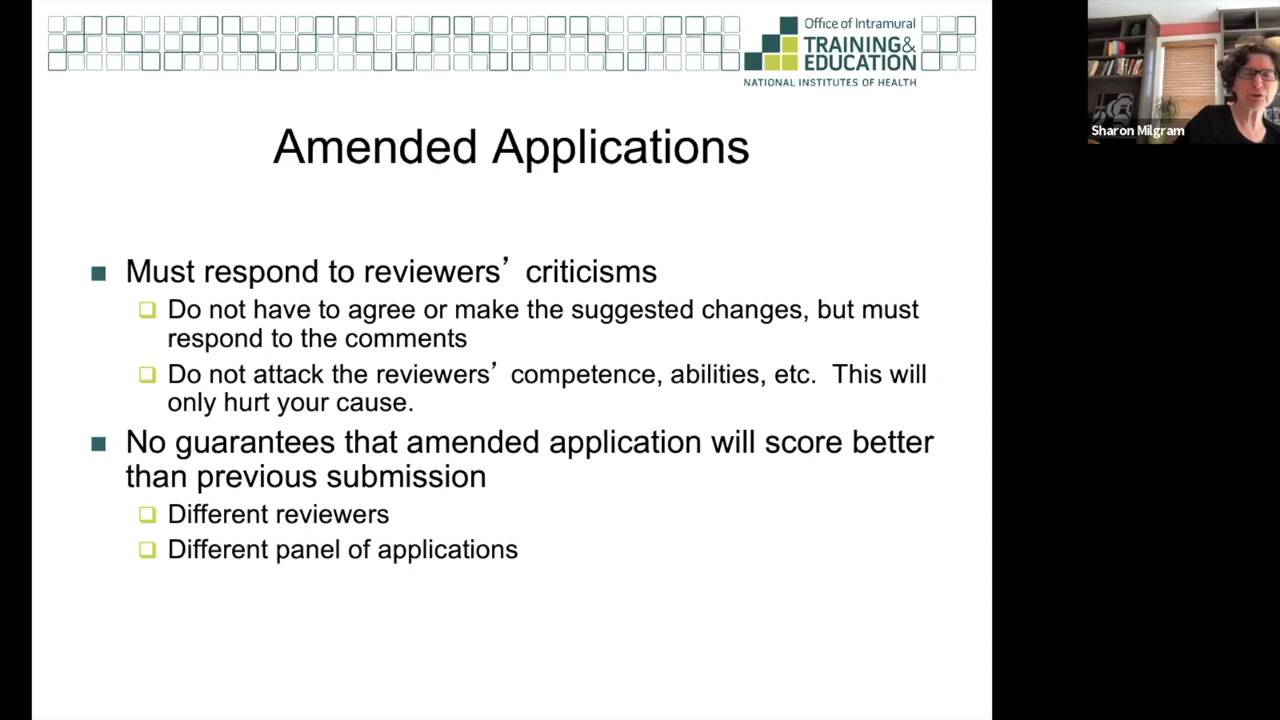 Office of Intramural
TRAINING&
EDUCATION
NATIONAL INSTITUTES OF HEALTH
Sharon Milgram
Amended Applications
Must respond to reviewers’ criticisms
Do not have to agree or make the suggested changes, but must
respond to the comments
Do not attack the reviewers’ competence, abilities, etc.  This will
only hurt your cause.
No guarantees that amended application will score better
than previous submission
Different reviewers
Different panel of applications